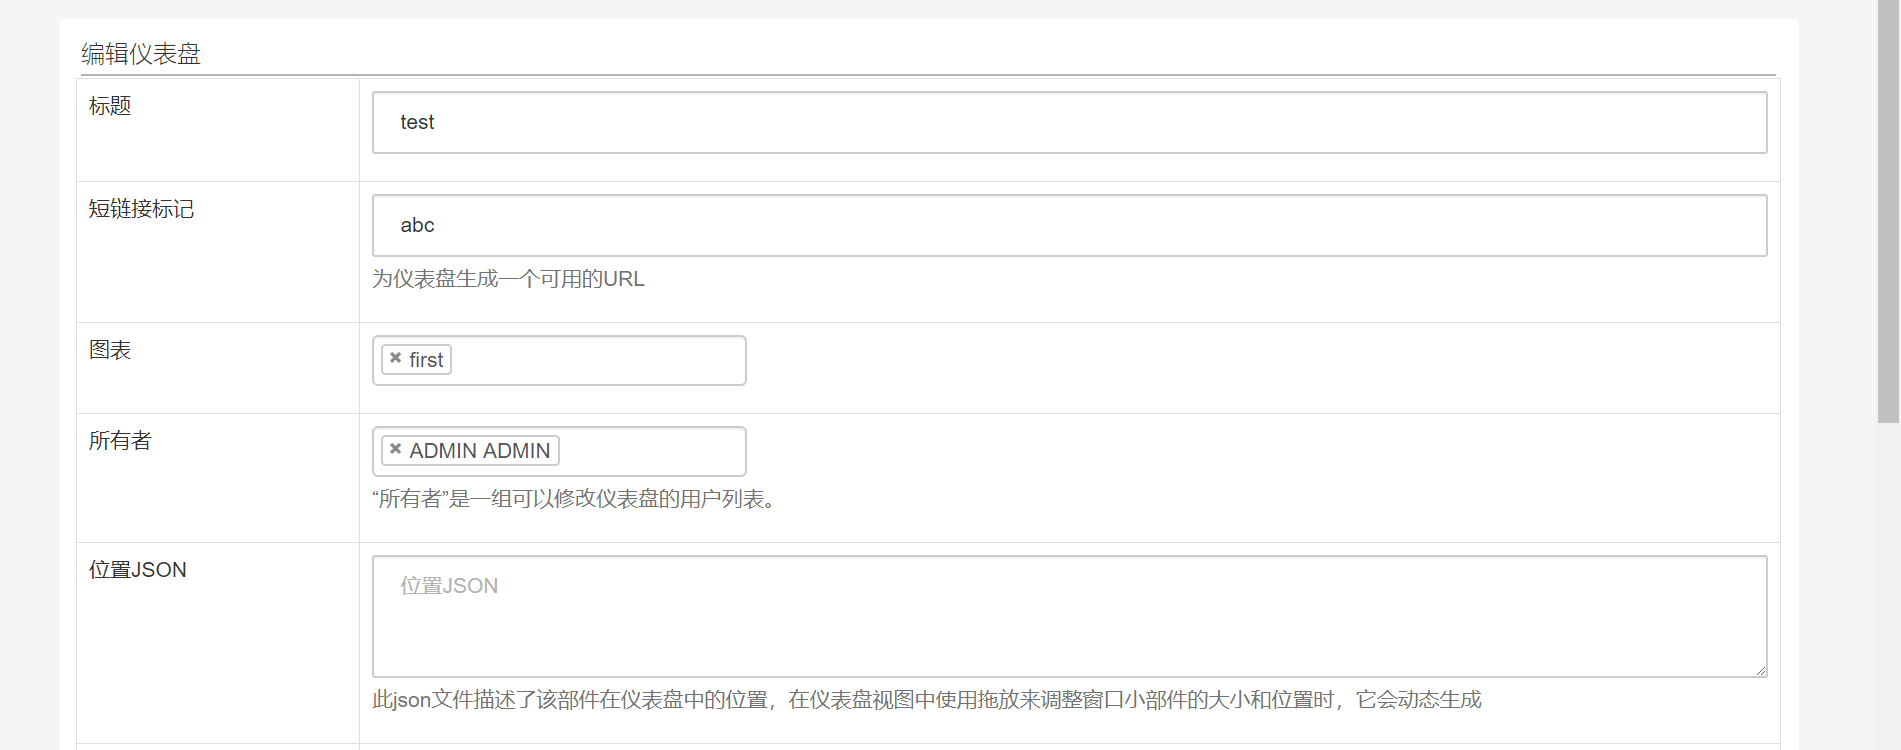 编辑仪表盘
标题
test
短链接标记
abc
为仪表盘生成一个可用的URL
图表
× first
所有者
× ADMIN ADMIN
“所有者”是一组可以修改仪表盘的用户列表。
位置JSON
位置JSON
此json文件描述了该部件在仪表盘中的位置，在仪表盘视图中使用拖放来调整窗口小部件的大小和位置时，它会动态生成